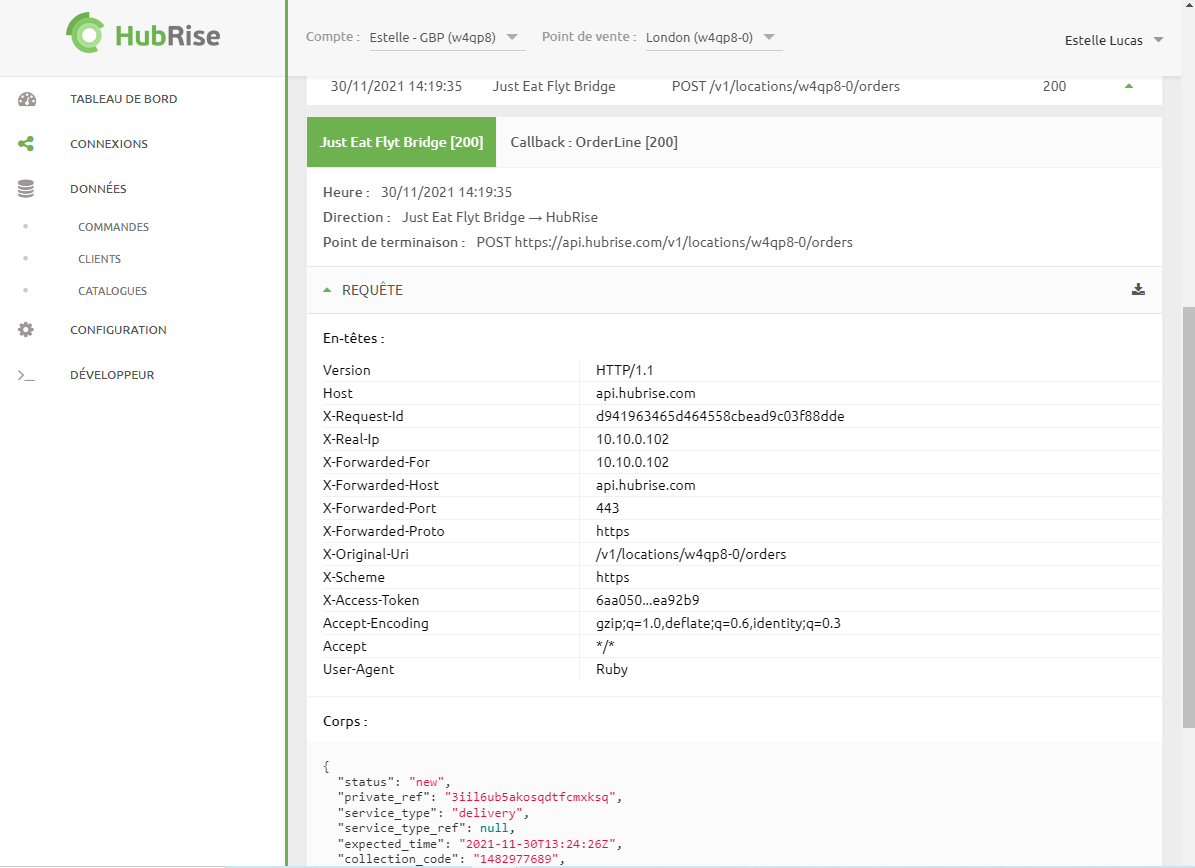 HubRise
Compte : Estelle - GBP (w4qp8) Point de vente : London (w4qp8-0) Estelle Lucas
TABLEAU DE BORD
CONNEXIONS
DONNÉES
COMMANDES
CLIENTS
CATALOGUES
CONFIGURATION
DÉVELOPPEUR
30/11/2021 14:19:35 Just Eat Flyt Bridge POST /v1/locations/w4qp8-0/orders 200
Just Eat Flyt Bridge [200] Callback : OrderLine [200]
Heure : 30/11/2021 14:19:35
Direction : Just Eat Flyt Bridge → HubRise
Point de terminaison : POST https://api.hubrise.com/v1/locations/w4qp8-0/orders
REQUÊTE
En-têtes :
Version HTTP/1.1
Host api.hubrise.com
X-Request-Id d941963465d464558cbead9c03f88dde
X-Real-Ip 10.10.0.102
X-Forwarded-For 10.10.0.102
X-Forwarded-Host api.hubrise.com
X-Forwarded-Port 443
X-Forwarded-Proto https
X-Original-Uri /v1/locations/w4qp8-0/orders
X-Scheme https
X-Access-Token 6aa050...ea92b9
Accept-Encoding gzip;q=1.0,deflate;q=0.6,identity;q=0.3
Accept */*
User-Agent Ruby
Corps :
{
"status": "new",
"private_ref": "3iil6ub5akosqdtfcmxksq",
"service_type": "delivery",
"service_type_ref": null,
"expected_time": "2021-11-30T13:24:26Z",
"collection_code": "1482977689",